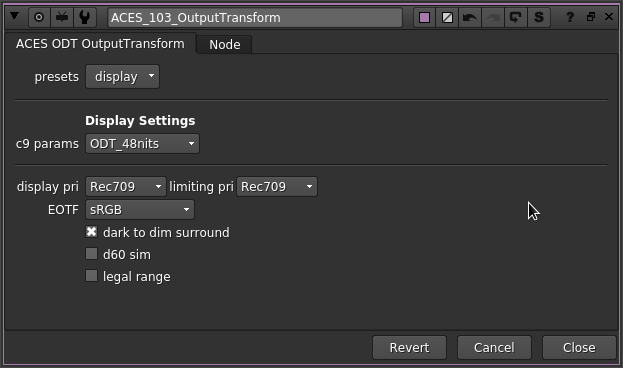 ACES_103_OutputTransform
S ?
ACES ODT OutputTransform Node
presets display
Display Settings
c9 params ODT_48nits
display pri Rec709 limiting pri Rec709
EOTF sRGB
dark to dim surround
d60 sim
legal range
Revert Cancel Close